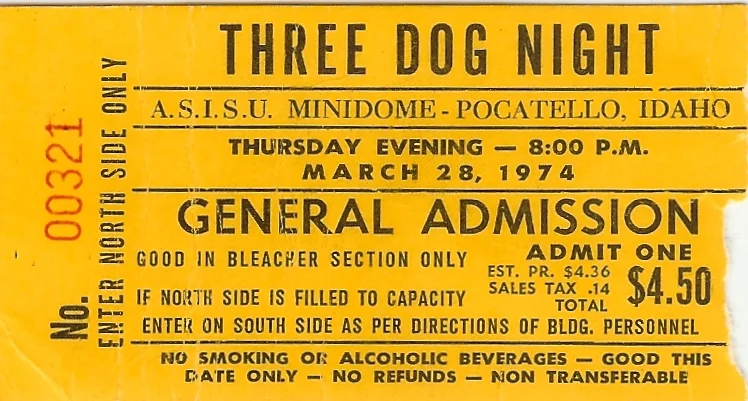 THREE DOG NIGHT
A.S.I.S.U. MINIDOME - POCATELLO, IDAHO
THURSDAY EVENING — 8:00 P.M.
MARCH 28, 1974
GENERAL ADMISSION
GOOD IN BLEACHER SECTION ONLY
IF NORTH SIDE IS FILLED TO CAPACITY
ADMIT ONE
EST. PR. $4.36
SALES TAX .14
TOTAL
$4.50
ENTER ON SOUTH SIDE AS PER DIRECTIONS OF BLDG. PERSONNEL
NO SMOKING OR ALCOHOLIC BEVERAGES — GOOD THIS
DATE ONLY — NO REFUNDS — NON TRANSFERABLE
No. 00321
ENTER NORTH SIDE ONLY